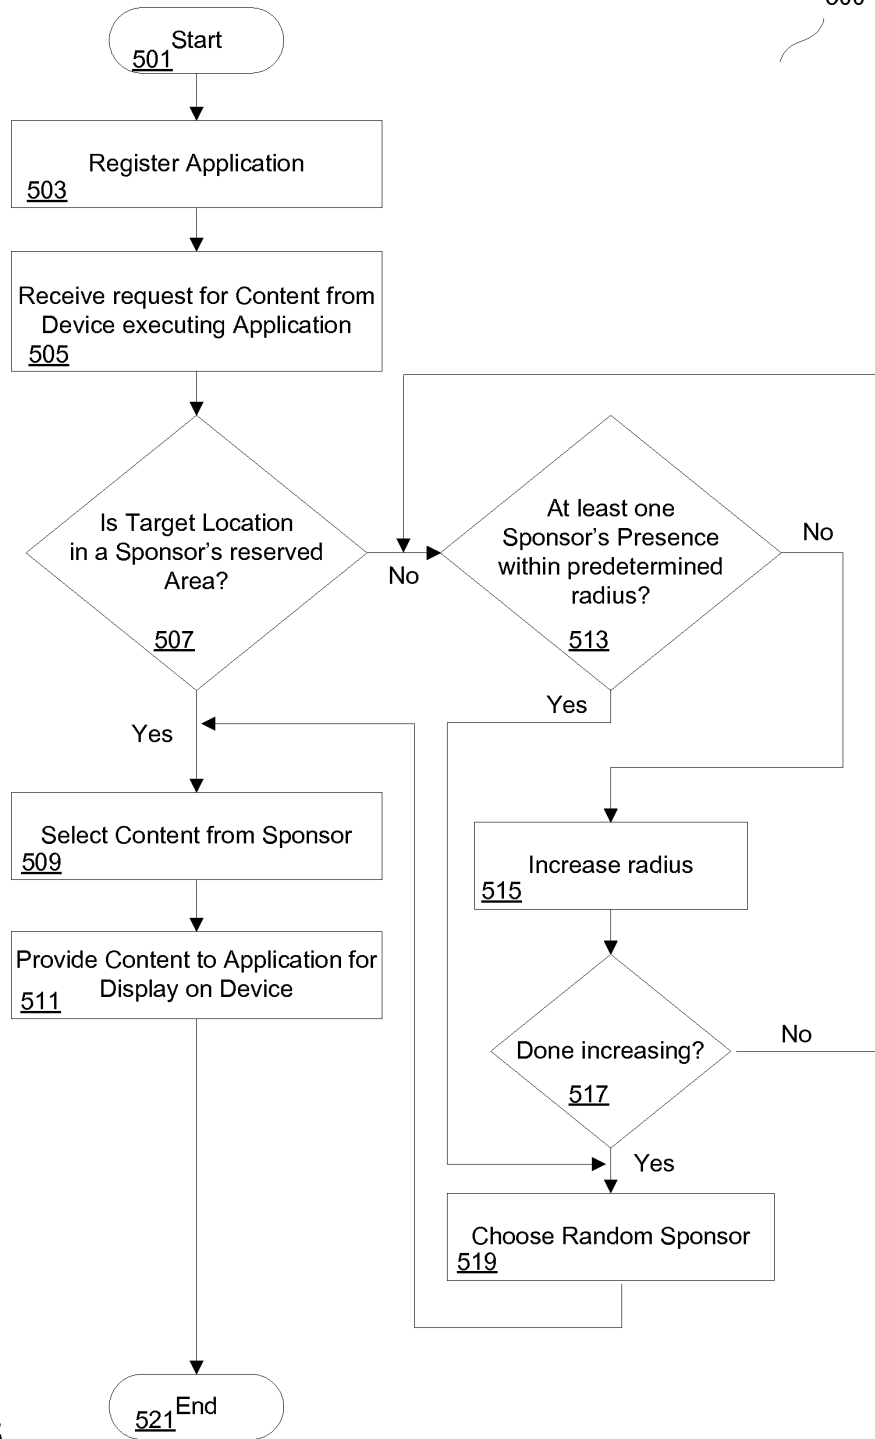 Start
501
Register Application
503
Receive request for Content from
Device executing Application
505
Is Target Location
in a Sponsor's reserved
Area?
507
No
At least one
Sponsor's Presence
within predetermined
radius?
513
No
Yes
Yes
Select Content from Sponsor
509
Increase radius
515
Provide Content to Application for
Display on Device
511
Done increasing?
517
No
Yes
Choose Random Sponsor
519
End
521